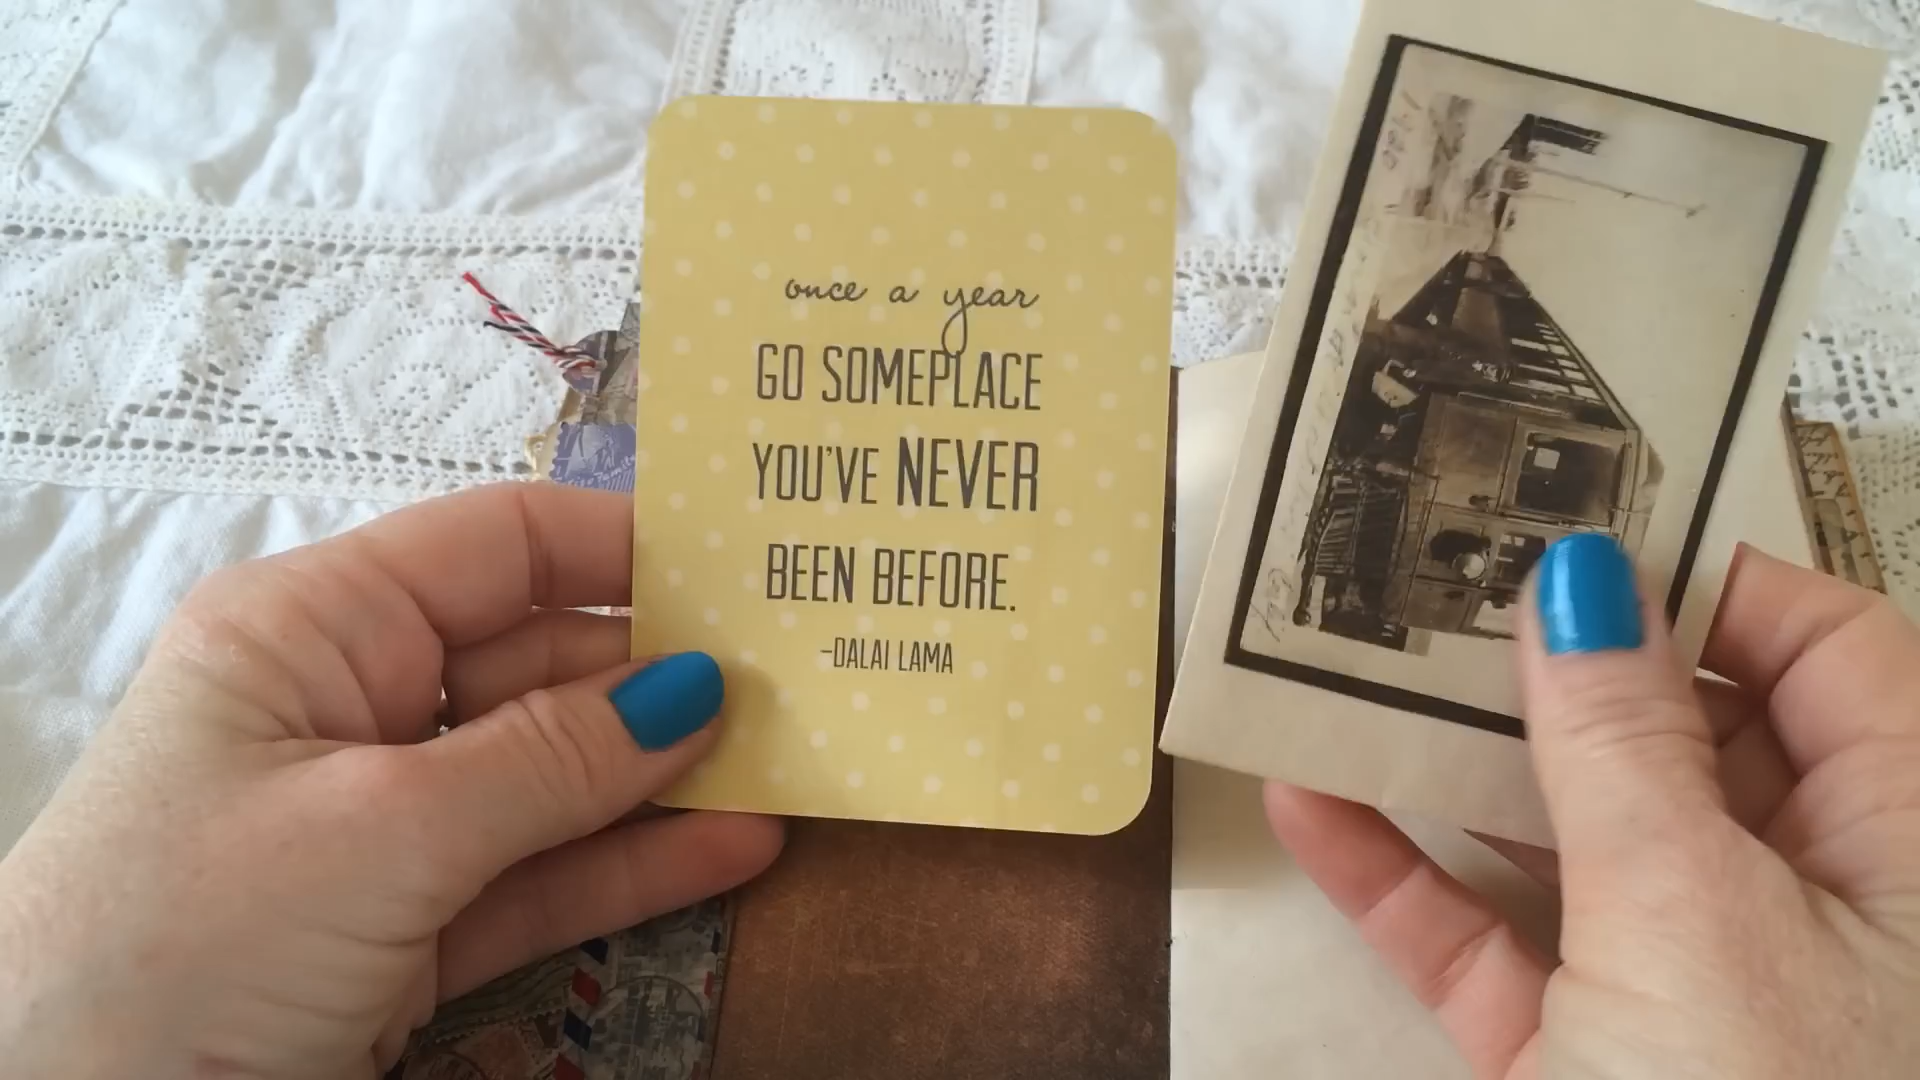 once a year
GO SOMEPLACE
YOU'VE NEVER
BEEN BEFORE.
-DALAI LAMA